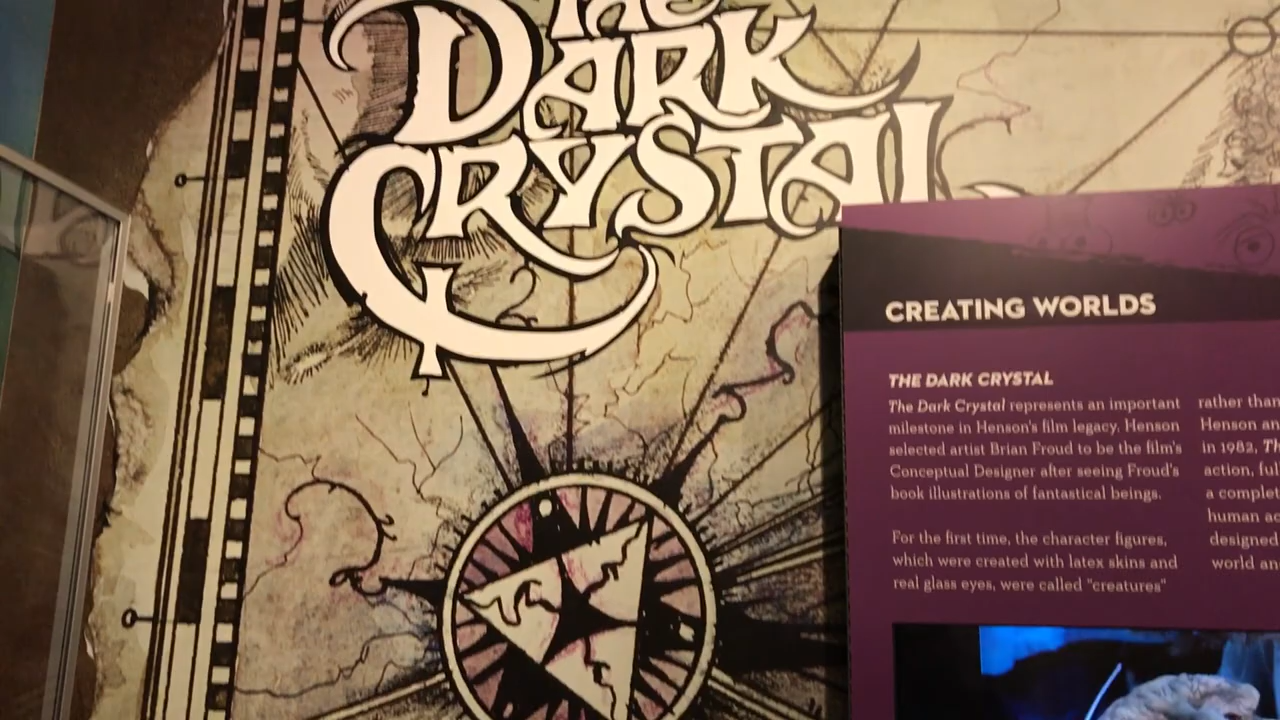 THE
DARK
CRYSTAL
CREATING WORLDS
THE DARK CRYSTAL
The Dark Crystal represents an important
milestone in Henson's film legacy. Henson
selected artist Brian Froud to be the film's
Conceptual Designer after seeing Froud's
book illustrations of fantastical beings.
For the first time, the character figures,
which were created with latex skins and
real glass eyes, were called "creatures"
rather than
Henson an
in 1982, Th
action, ful
a complet
human ac
designed
world an